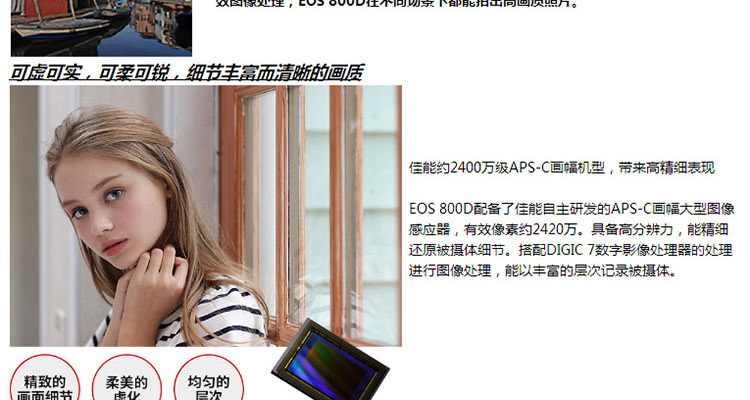 效图像处理，EOS 800D在不同场景下都能拍出高画质照片。
可虚可实，可柔可锐，细节丰富而清晰的画质
佳能约2400万级APS-C画幅机型，带来高精细表现
EOS 800D配备了佳能自主研发的APS-C画幅大型图像
感应器，有效像素约2420万。具备高分辨力，能精细
还原被摄体细节。搭配DIGIC 7数字影像处理器的处理
进行图像处理，能以丰富的层次记录被摄体。
精致的
画面细节
柔美的
虚化
均匀的
层次